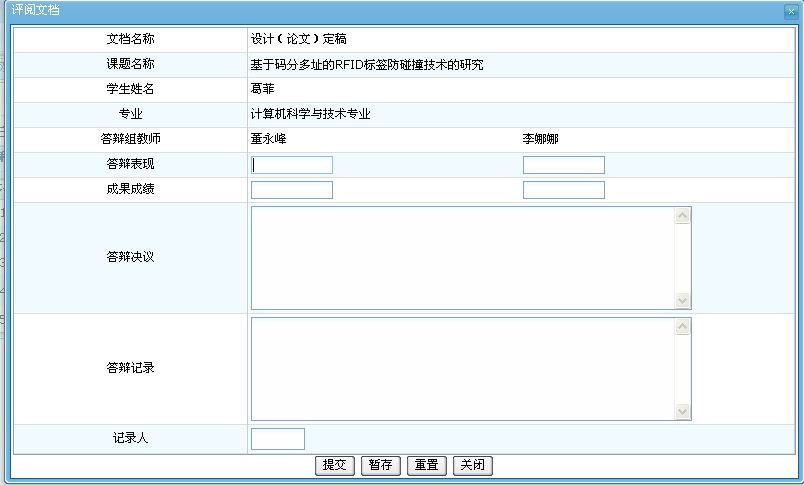 评阅文档
文档名称 设计（论文）定稿
课题名称 基于码分多址的RFID标签防碰撞技术的研究
学生姓名 葛菲
专业 计算机科学与技术专业
答辩组教师 董永峰 李娜娜
答辩表现
成果成绩
答辩决议
答辩记录
记录人
提交 暂存 重置 关闭